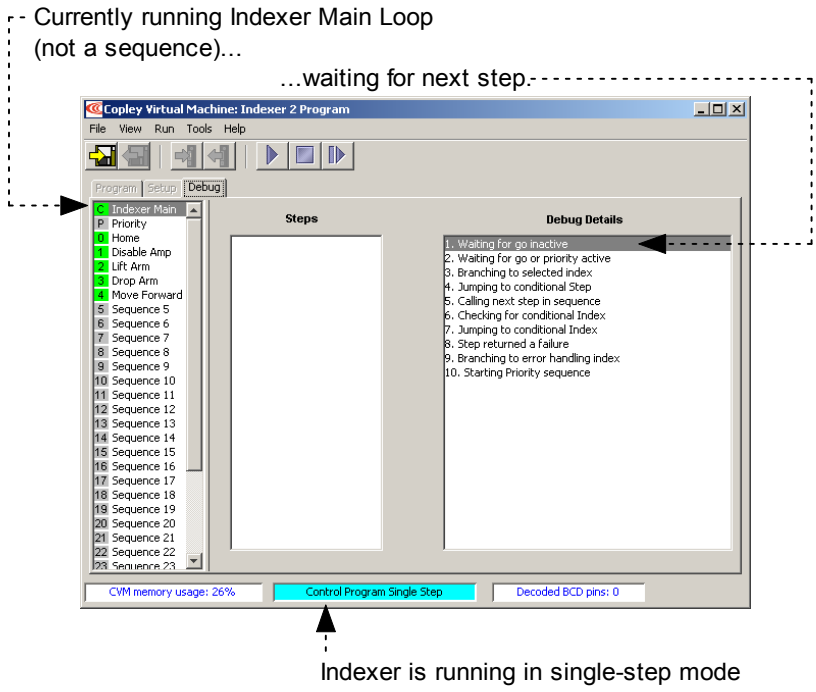 Currently running Indexer Main Loop
(not a sequence)...
...waiting for next step.
Copley Virtual Machine: Indexer 2 Program
File View Run Tools Help
Program Setup Debug
C Indexer Main
P Priority
0 Home
1 Disable Amp
2 Lift Arm
3 Drop Arm
4 Move Forward
5 Sequence 5
6 Sequence 6
7 Sequence 7
8 Sequence 8
9 Sequence 9
10 Sequence 10
11 Sequence 11
12 Sequence 12
13 Sequence 13
14 Sequence 14
15 Sequence 15
16 Sequence 16
17 Sequence 17
18 Sequence 18
19 Sequence 19
20 Sequence 20
21 Sequence 21
22 Sequence 22
23 Sequence 23
Steps
Debug Details
1. Waiting for go inactive
2. Waiting for go or priority active
3. Branching to selected index
4. Jumping to conditional Step
5. Calling next step in sequence
6. Checking for conditional Index
7. Jumping to conditional Index
8. Step returned a failure
9. Branching to error handling index
10. Starting Priority sequence
CVM memory usage: 26%
Control Program Single Step
Decoded BCD pins: 0
Indexer is running in single-step mode